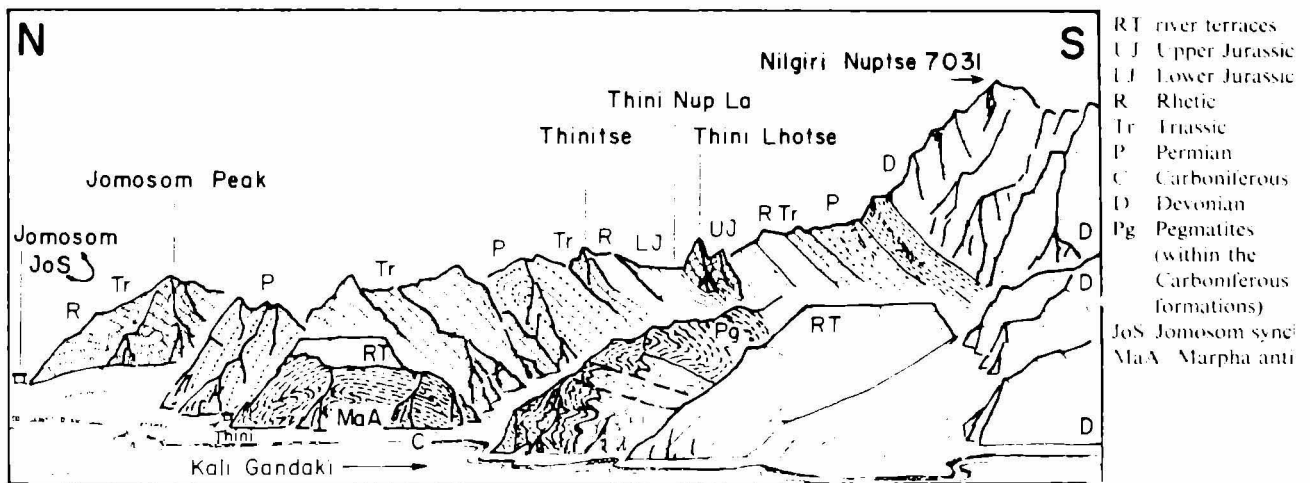 N
S
Nilgiri Nuptse 7031
Thini Nup La
Thinitse
Thini Lhotse
Jomosom Peak
Jomosom
JoS
R
Tr
P
Tr
P
Tr
R
LJ
UJ
R Tr
P
D
D
D
D
RT
RT
Pg
MaA
Thini
C
Kali Gandaki
RT river terraces
UJ Upper Jurassic
LJ Lower Jurassic
R Rhetic
Tr Triassic
P Permian
C Carboniferous
D Devonian
Pg Pegmatites
(within the
Carboniferous
formations)
JoS Jomosom syncl
MaA Marpha anti